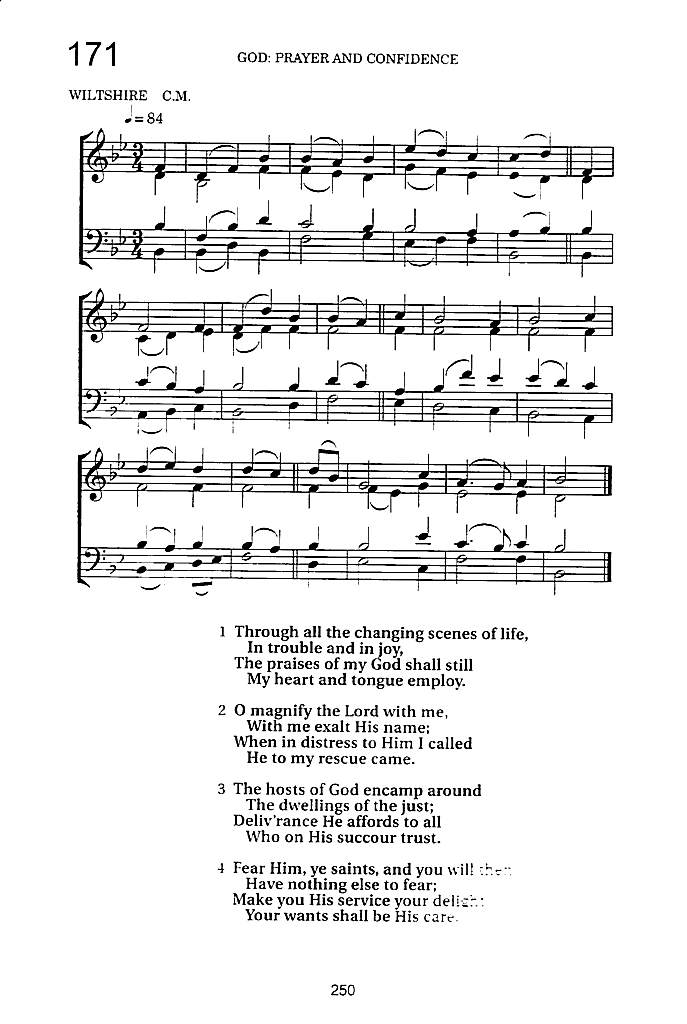 171
GOD: PRAYER AND CONFIDENCE
WILTSHIRE C.M.
♩= 84
1 Through all the changing scenes of life,
In trouble and in joy,
The praises of my God shall still
My heart and tongue employ.
2 O magnify the Lord with me,
With me exalt His name;
When in distress to Him I called
He to my rescue came.
3 The hosts of God encamp around
The dwellings of the just;
Deliv'rance He affords to all
Who on His succour trust.
4 Fear Him, ye saints, and you will then
Have nothing else to fear;
Make you His service your delight
Your wants shall be His care.
250